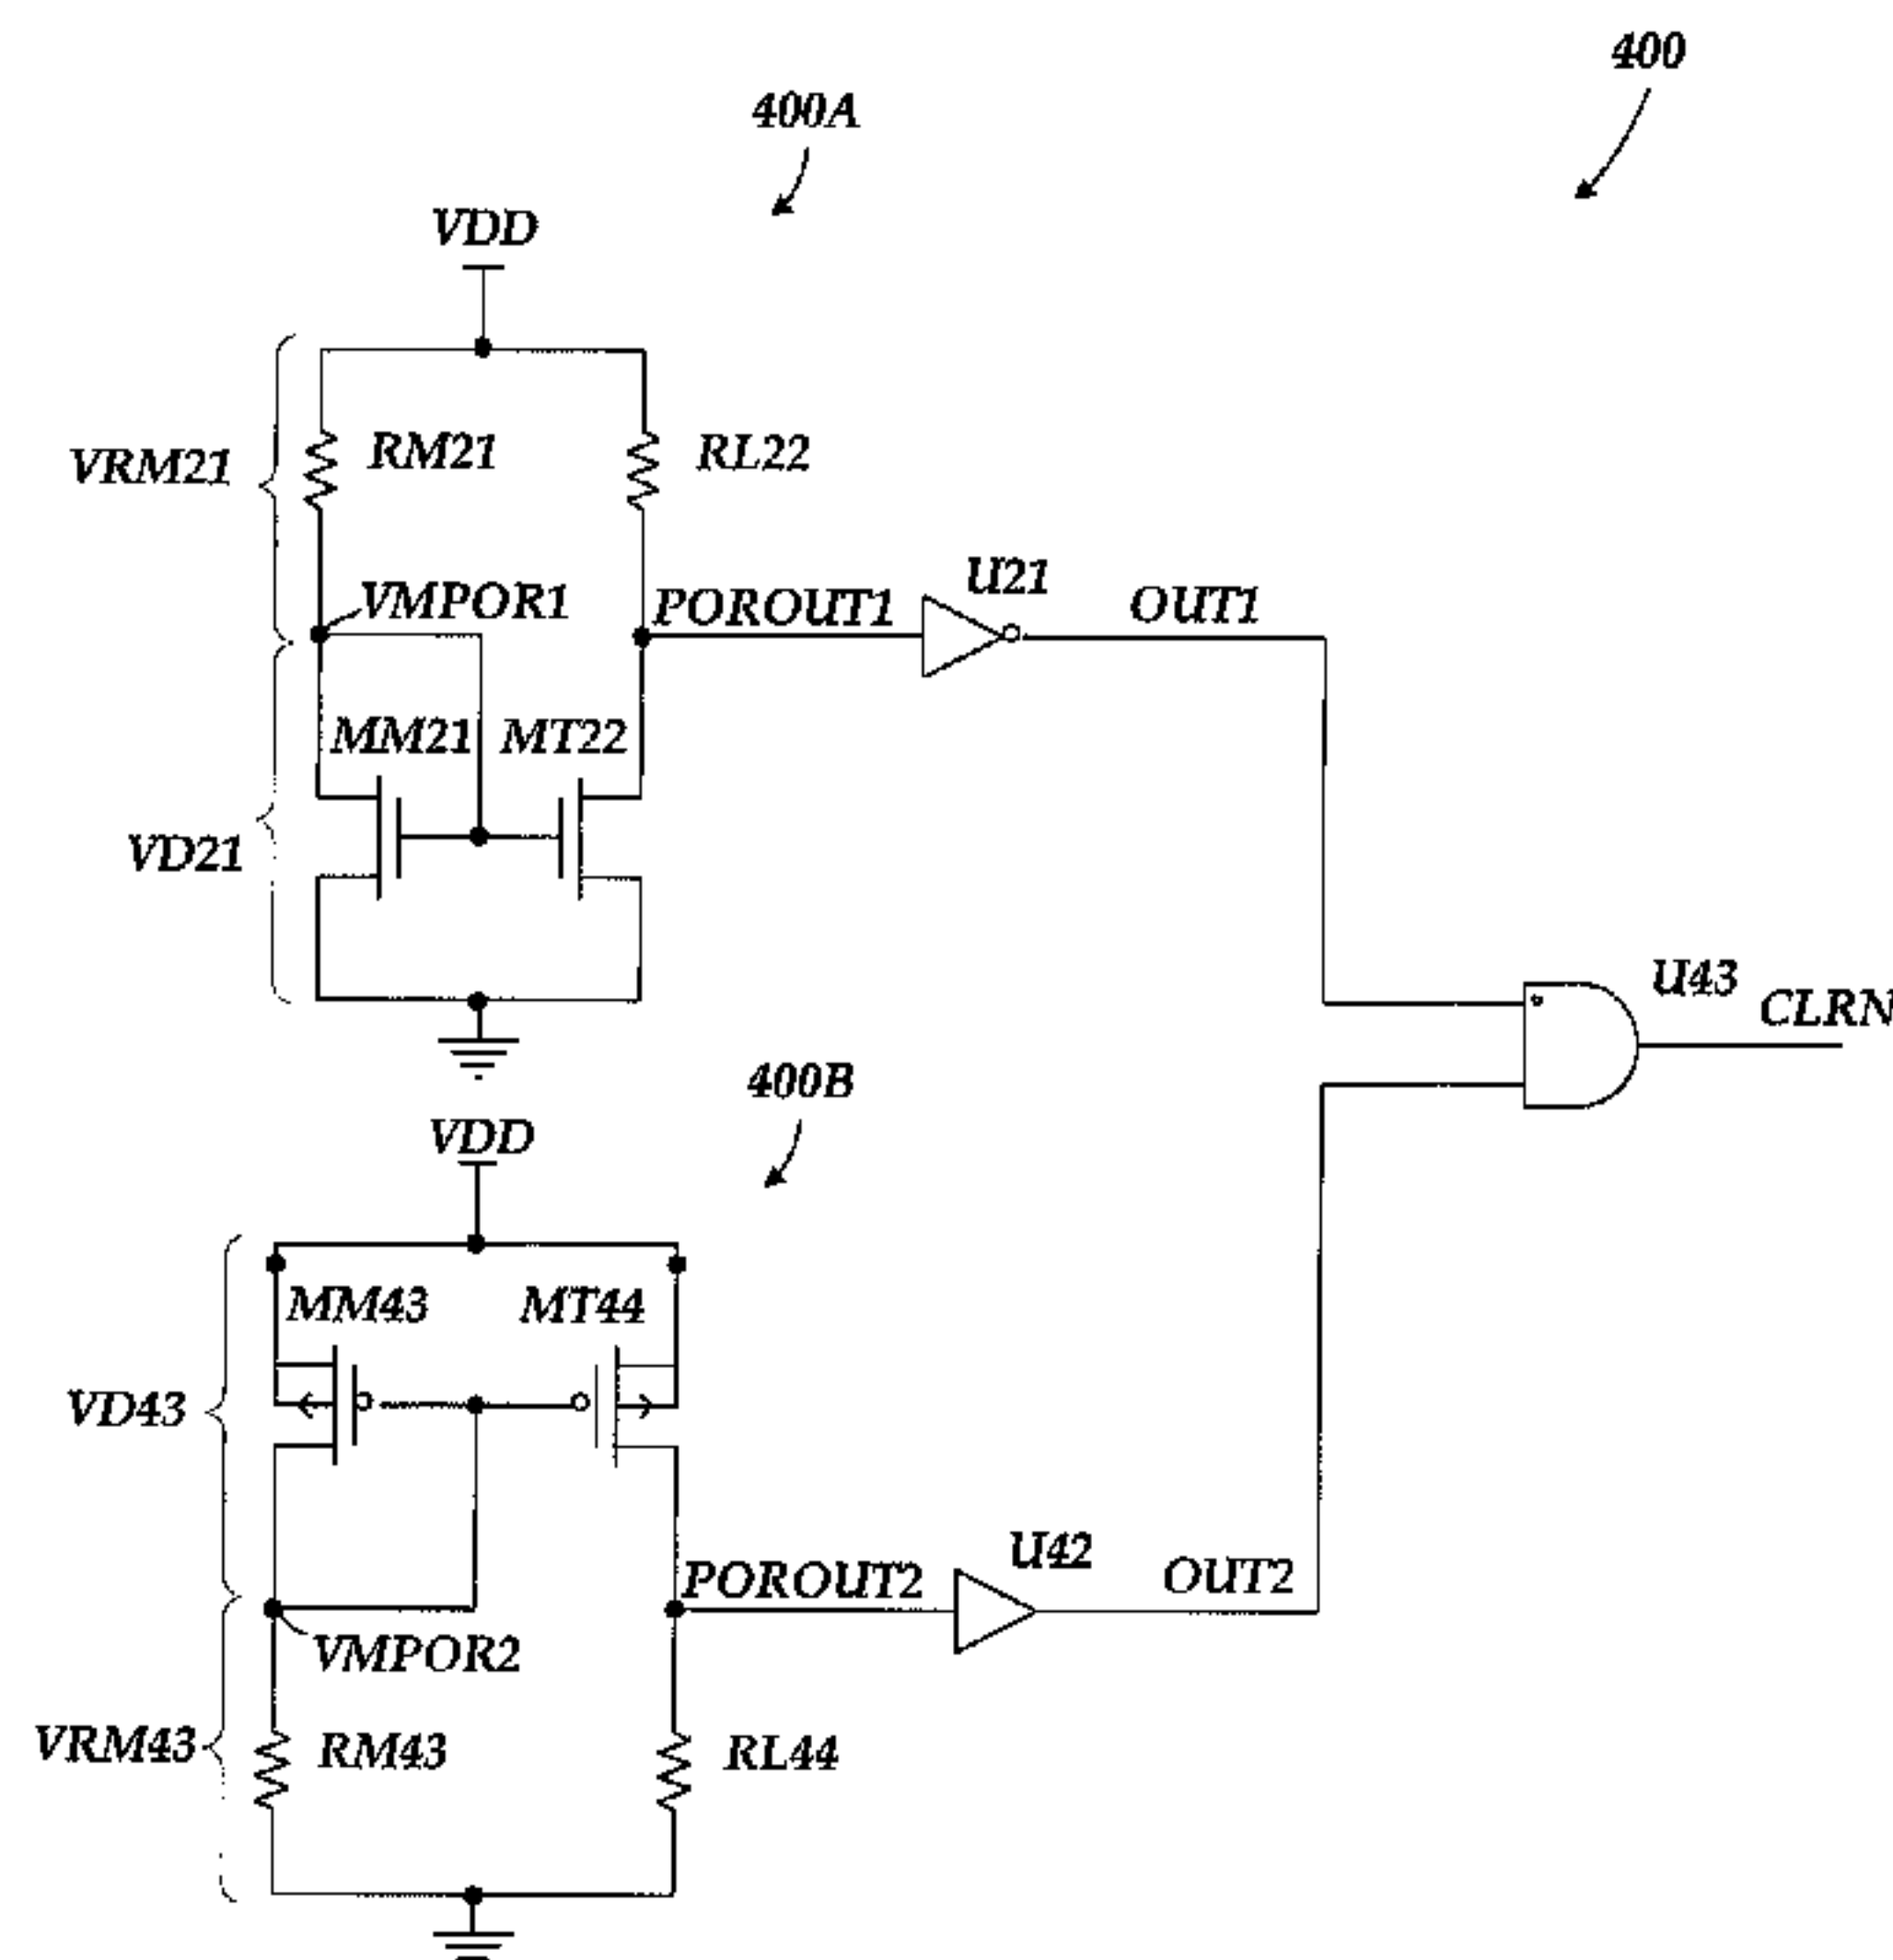 400
400A
VDD
VRM21
RM21
RL22
VMPOR1
POROUT1
U21
OUT1
MM21
MT22
VD21
U43
CLRN
400B
VDD
MM43
MT44
VD43
POROUT2
U42
OUT2
VMPOR2
VRM43
RM43
RL44